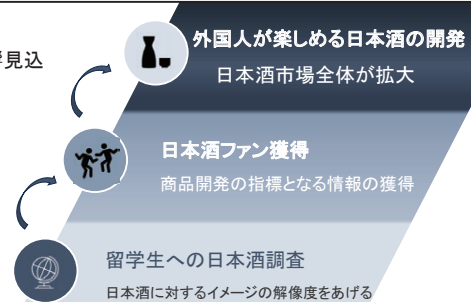 外国人が楽しめる日本酒の開発
見込
日本酒市場全体が拡大
日本酒ファン獲得
商品開発の指標となる情報の獲得
留学生への日本酒調査
日本酒に対するイメージの解像度をあげる